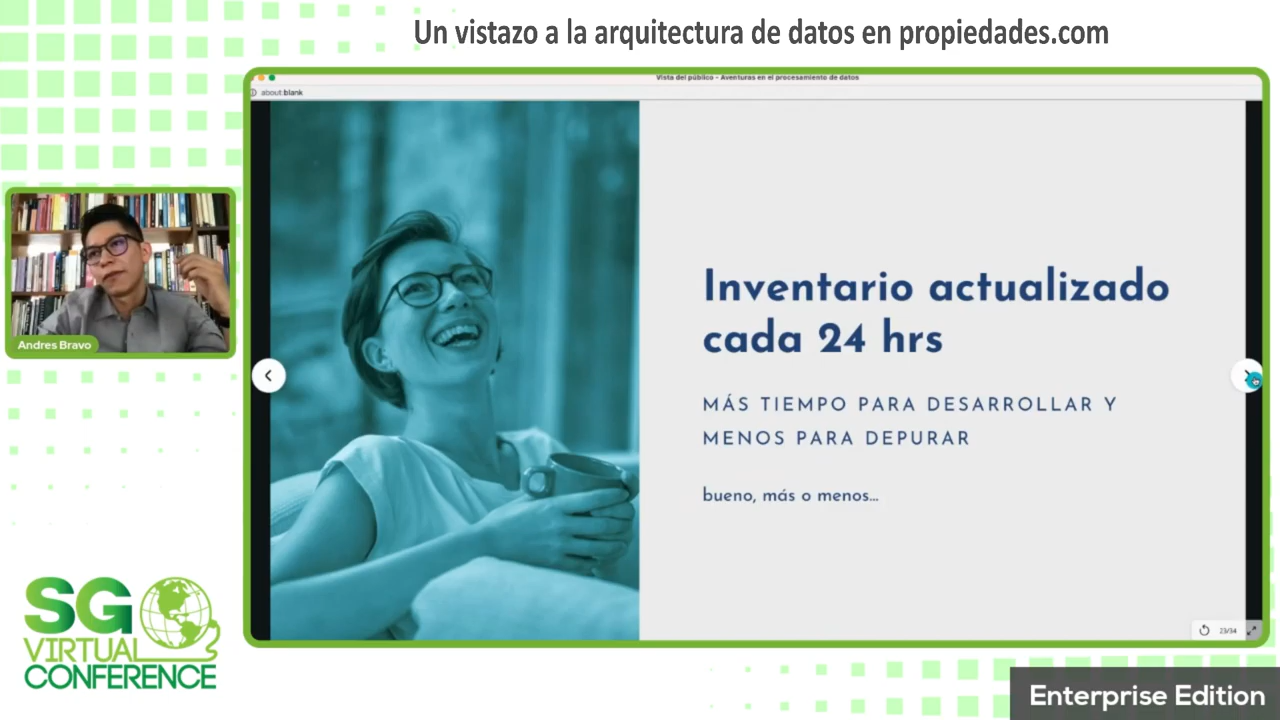 Un vistazo a la arquitectura de datos en propiedades.com
Vista del público - Aventuras en el procesamiento de datos
about:blank
Andres Bravo
Inventario actualizado
cada 24 hrs
MÁS TIEMPO PARA DESARROLLAR Y
MENOS PARA DEPURAR
bueno, más o menos...
23/34
SG
VIRTUAL
CONFERENCE
Enterprise Edition